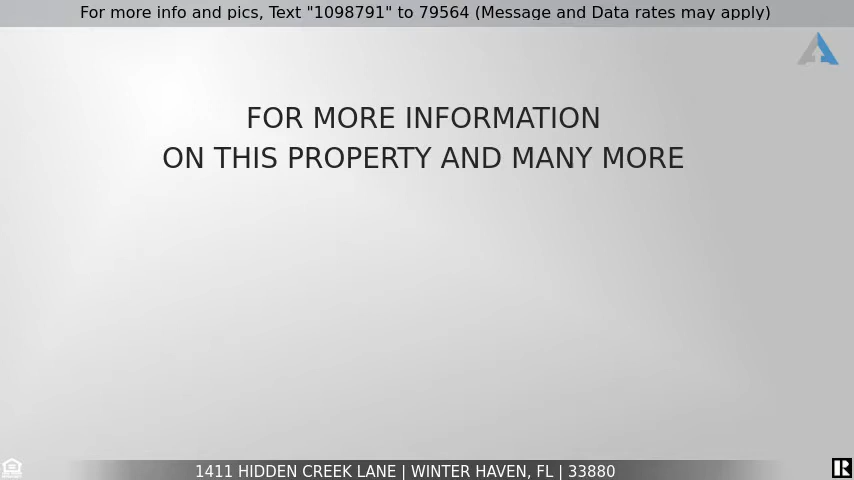 For more info and pics, Text "1098791" to 79564 (Message and Data rates may apply)
FOR MORE INFORMATION
ON THIS PROPERTY AND MANY MORE
1411 HIDDEN CREEK LANE | WINTER HAVEN, FL | 33880